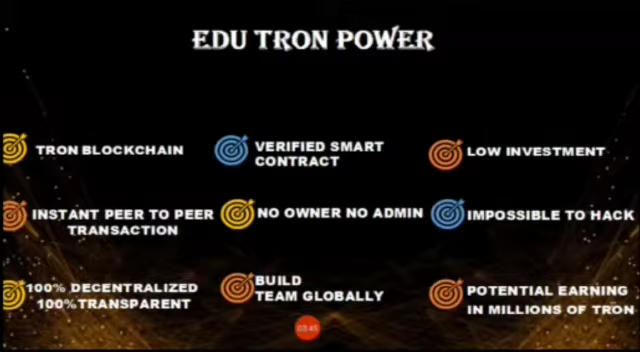 EDU TRON POWER
TRON BLOCKCHAIN
VERIFIED SMART
CONTRACT
LOW INVESTMENT
INSTANT PEER TO PEER
TRANSACTION
NO OWNER NO ADMIN
IMPOSSIBLE TO HACK
100% DECENTRALIZED
100%TRANSPARENT
BUILD
TEAM GLOBALLY
POTENTIAL EARNING
IN MILLIONS OF TRON
03:45